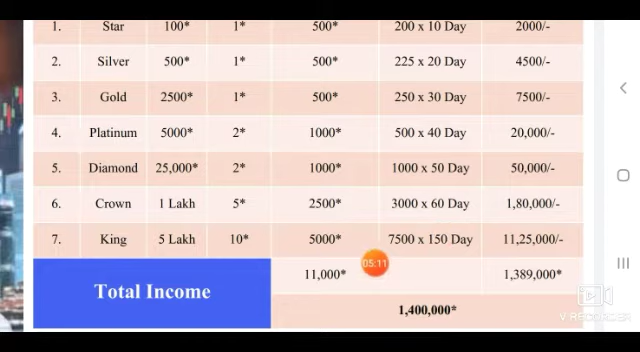 1. Star 100* 1* 500* 200 x 10 Day 2000/-
2. Silver 500* 1* 500* 225 x 20 Day 4500/-
3. Gold 2500* 1* 500* 250 x 30 Day 7500/-
4. Platinum 5000* 2* 1000* 500 x 40 Day 20,000/-
5. Diamond 25,000* 2* 1000* 1000 x 50 Day 50,000/-
6. Crown 1 Lakh 5* 2500* 3000 x 60 Day 1,80,000/-
7. King 5 Lakh 10* 5000* 7500 x 150 Day 11,25,000/-
05:11
Total Income 11,000* 1,389,000*
1,400,000*
V RECORDER